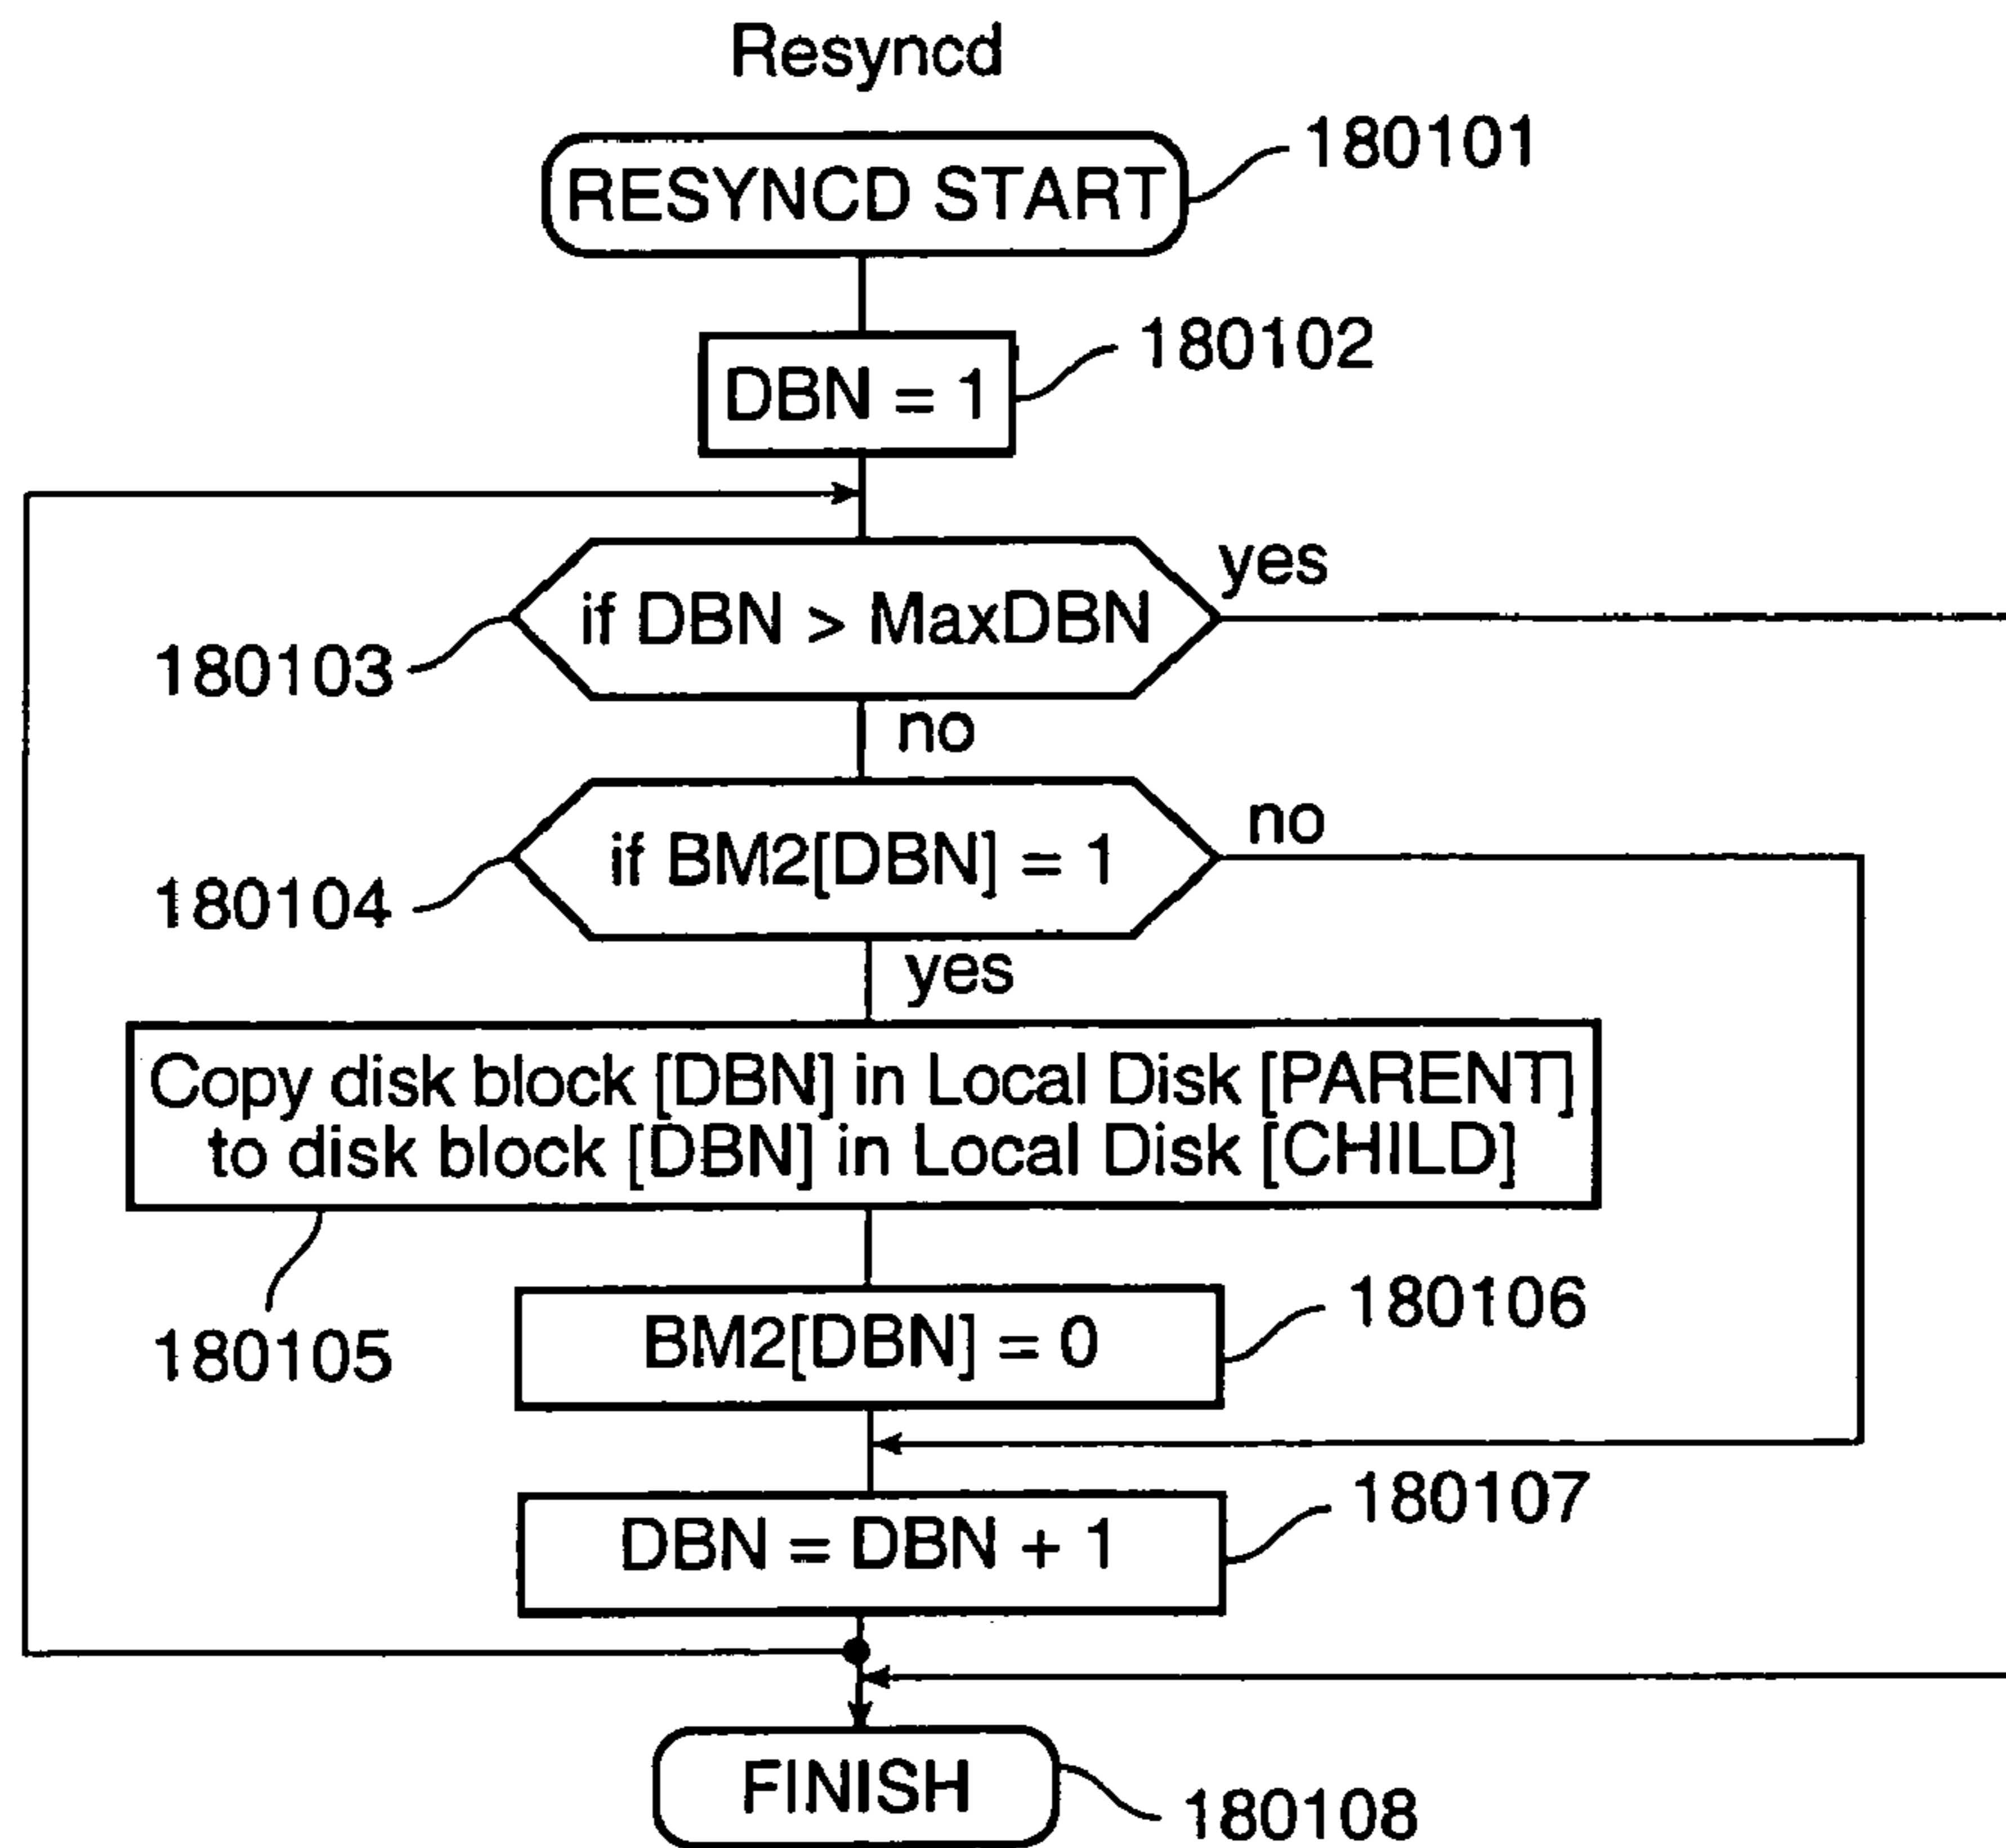 Resyncd
RESYNCD START
180101
DBN = 1
180102
if DBN > MaxDBN
yes
180103
no
if BM2[DBN] = 1
no
180104
yes
Copy disk block [DBN] in Local Disk [PARENT]
to disk block [DBN] in Local Disk [CHILD]
180105
BM2[DBN] = 0
180106
DBN = DBN + 1
180107
FINISH
180108